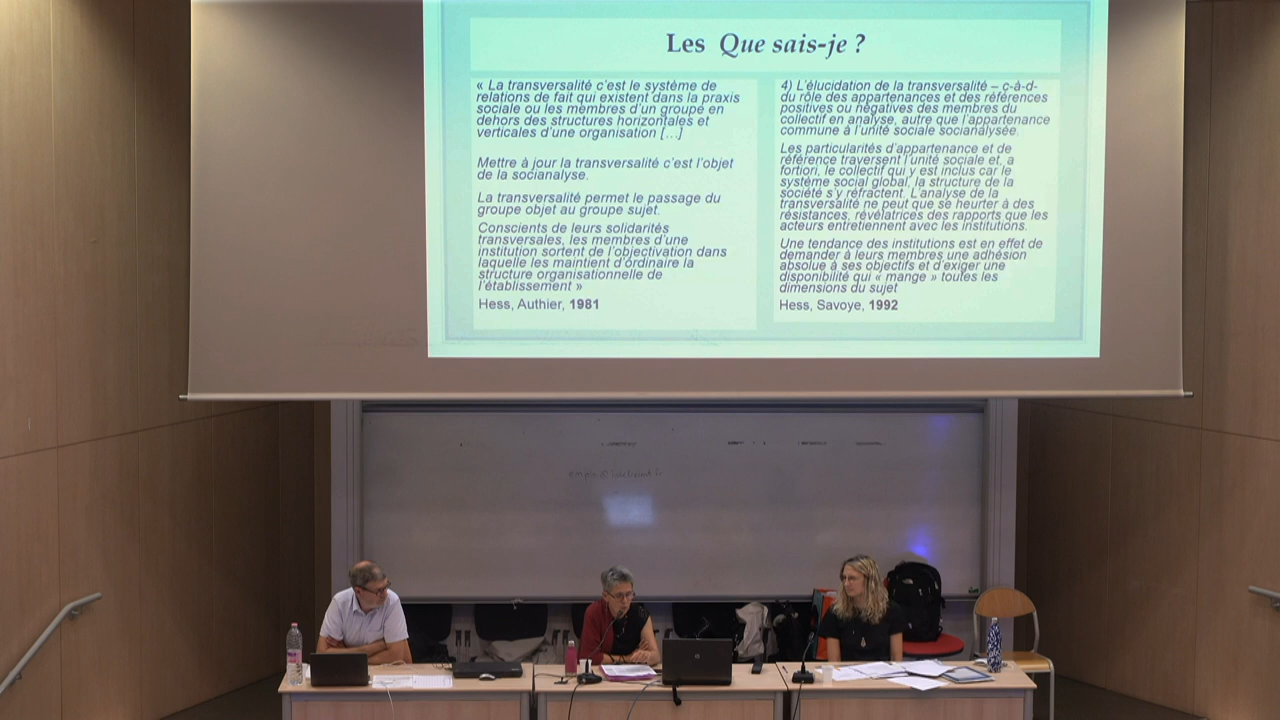 Les Que sais-je ?
« La transversalité c'est le système de
relations de fait qui existent dans la praxis
sociale ou les membres d'un groupe en
dehors des structures horizontales et
verticales d'une organisation [...]
Mettre à jour la transversalité c'est l'objet
de la socianalyse.
La transversalité permet le passage du
groupe objet au groupe sujet.
Conscients de leurs solidarités
transversales, les membres d'une
institution sortent de l'objectivation dans
laquelle les maintient d'ordinaire la
structure organisationnelle de
l'établissement »
Hess, Authier, 1981
4) L'élucidation de la transversalité – c-à-d-
du rôle des appartenances et des références
positives ou négatives des membres du
collectif en analyse, autre que l'appartenance
commune à l'unité sociale socianalysée.
Les particularités d'appartenance et de
référence traversent l'unité sociale et, a
fortiori, le collectif qui y est inclus car le
système social global, la structure de la
société s'y réfractent. L'analyse de la
transversalité ne peut que se heurter à des
résistances, révélatrices des rapports que les
acteurs entretiennent avec les institutions.
Une tendance des institutions est en effet de
demander à leurs membres une adhésion
absolue à ses objectifs et d'exiger une
disponibilité qui « mange » toutes les
dimensions du sujet
Hess, Savoye, 1992